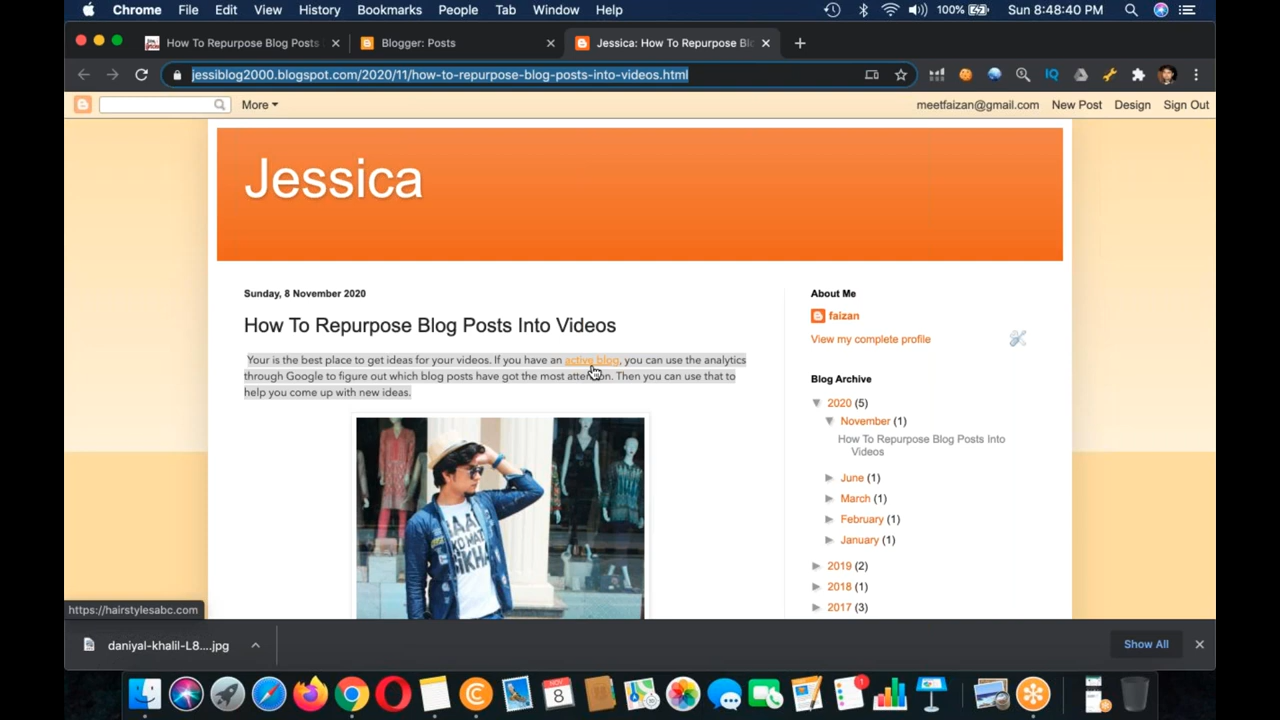 Chrome File Edit View History Bookmarks People Tab Window Help 100% Sun 8:48:40 PM
How To Repurpose Blog Posts
Blogger: Posts
Jessica: How To Repurpose Bl
jessiblog2000.blogspot.com/2020/11/how-to-repurpose-blog-posts-into-videos.html
IQ
More
meetfaizan@gmail.com New Post Design Sign Out
Jessica
Sunday, 8 November 2020
How To Repurpose Blog Posts Into Videos
Your is the best place to get ideas for your videos. If you have an active blog, you can use the analytics
through Google to figure out which blog posts have got the most attention. Then you can use that to
help you come up with new ideas.
About Me
faizan
View my complete profile
Blog Archive
2020 (5)
November (1)
How To Repurpose Blog Posts Into
Videos
June (1)
March (1)
February (1)
January (1)
2019 (2)
2018 (1)
2017 (3)
https://hairstylesabc.com
daniyal-khalil-L8....jpg
Show All
NOV
8
1